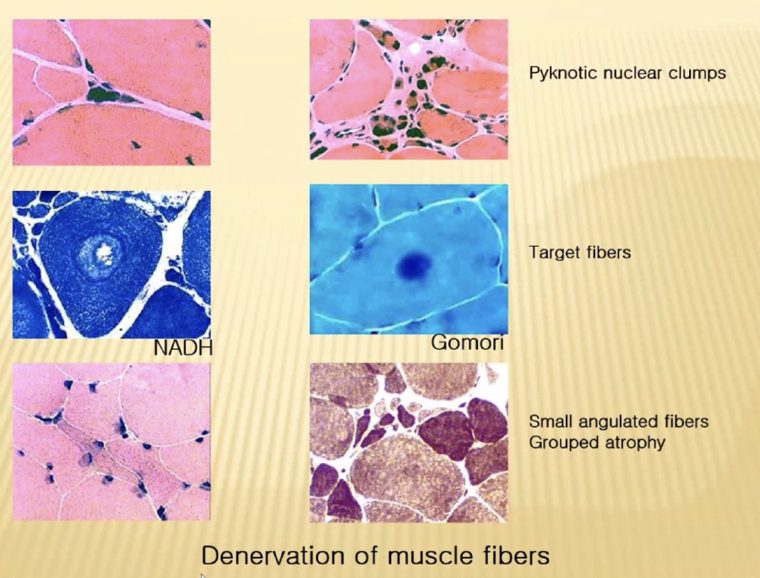 Pyknotic nuclear clumps
Target fibers
NADH
Gomori
Small angulated fibers
Grouped atrophy
Denervation of muscle fibers